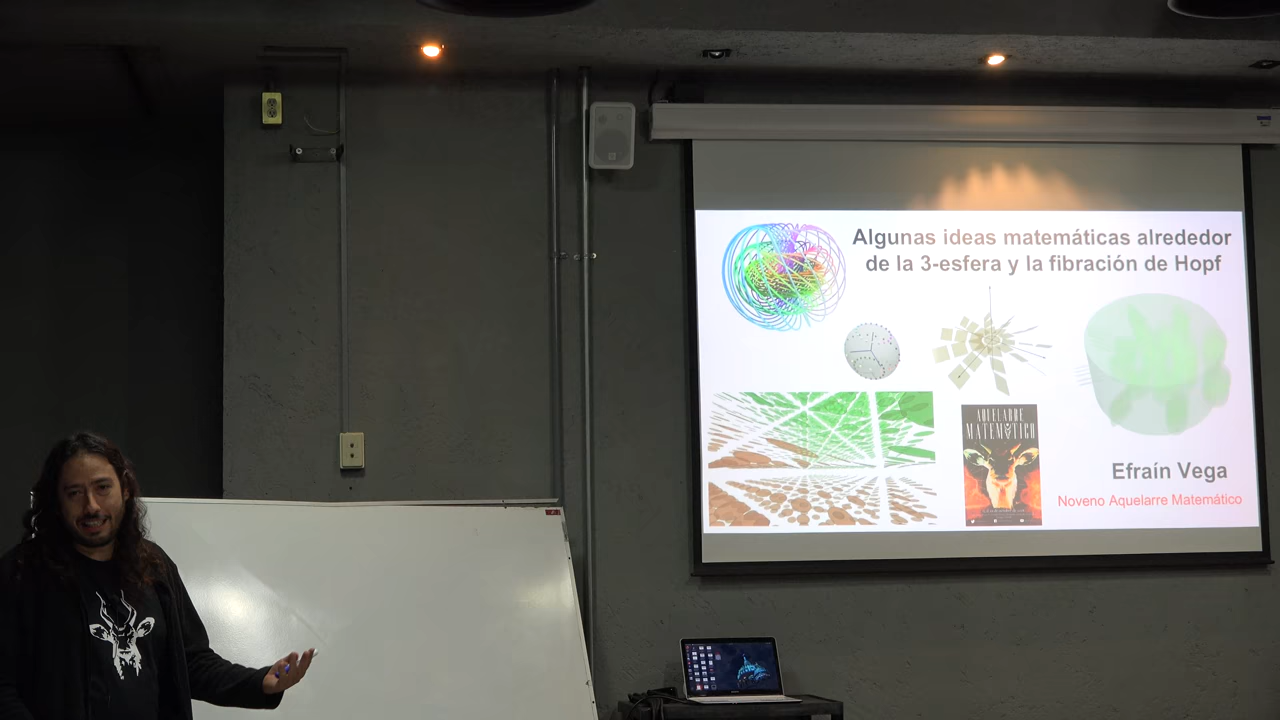 Algunas ideas matemáticas alrededor
de la 3-esfera y la fibración de Hopf
AQUELARRE
MATEMÁTICO
Efraín Vega
Noveno Aquelarre Matemático